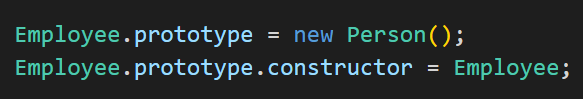 Employee.prototype = new Person();
Employee.prototype.constructor = Employee;